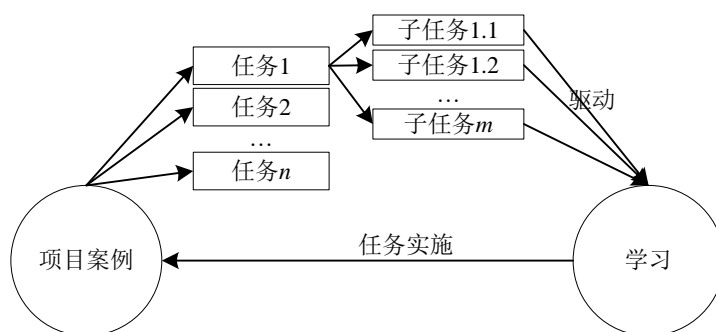 子任务1.1
任务1
子任务1.2
任务2
…
驱动
…
子任务m
任务n
任务实施
项目案例
学习